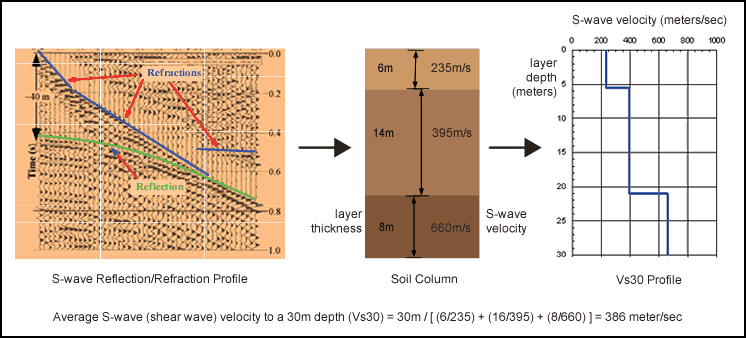 S-wave velocity (meters/sec)
0 200 400 600 800 1000
layer
depth
(meters)
0
5
10
15
20
25
30
Refractions
Reflection
~40 m
Time (s)
0.0
0.2
0.4
0.6
0.8
1.0
6m 235m/s
14m 395m/s
8m 660m/s
layer
thickness
S-wave
velocity
S-wave Reflection/Refraction Profile
Soil Column
Vs30 Profile
Average S-wave (shear wave) velocity to a 30m depth (Vs30) = 30m / [ (6/235) + (16/395) + (8/660) ] = 386 meter/sec